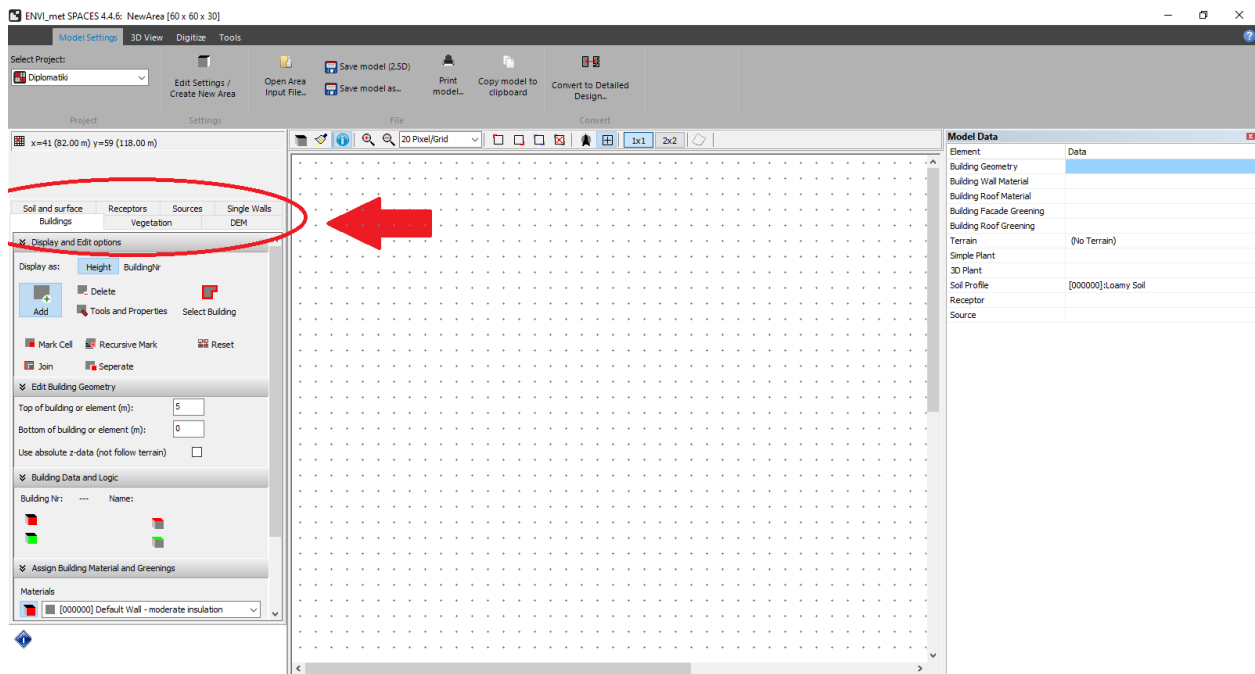 ENVI_met SPACES 4.4.6: NewArea [60 x 60 x 30]
Model Settings 3D View Digitize Tools
Select Project:
Diplomatiki
Edit Settings /
Create New Area
Open Area
Input File...
Save model (2.5D)
Save model as...
Print
model...
Copy model to
clipboard
Convert to Detailed
Design...
Project Settings File Convert
x=41 (82.00 m) y=59 (118.00 m)
20 Pixel/Grid
1x1 2x2
Soil and surface Receptors Sources Single Walls
Buildings Vegetation DEM
Display and Edit options
Display as: Height BuildingNr
Add
Delete
Tools and Properties
Select Building
Mark Cell Recursive Mark Reset
Join Seperate
Edit Building Geometry
Top of building or element (m): 5
Bottom of building or element (m): 0
Use absolute z-data (not follow terrain)
Building Data and Logic
Building Nr: --- Name:
Assign Building Material and Greenings
Materials
[000000] Default Wall - moderate insulation
Model Data
Element Data
Building Geometry
Building Wall Material
Building Roof Material
Building Facade Greening
Building Roof Greening
Terrain (No Terrain)
Simple Plant
3D Plant
Soil Profile [000000]:Loamy Soil
Receptor
Source